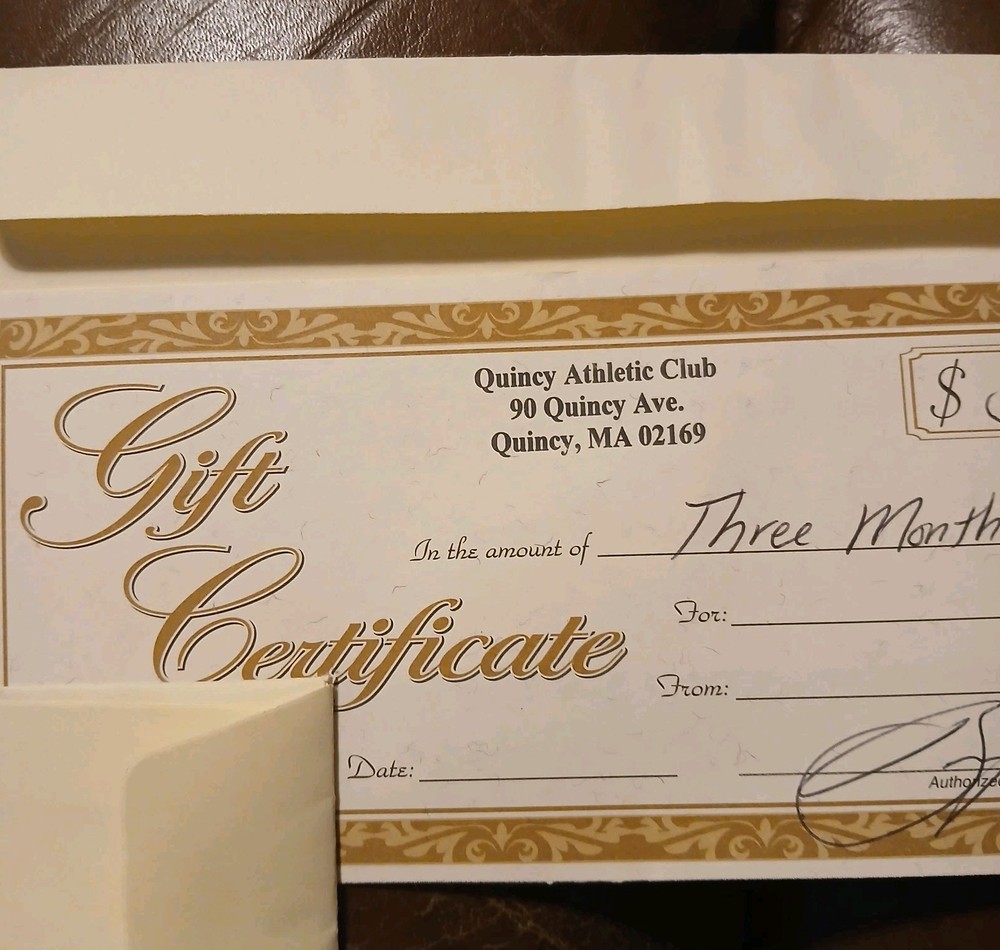 Quincy Athletic Club
90 Quincy Ave.
Quincy, MA 02169
$
Gift
Certificate
In the amount of Three Month
For:
From:
Date:
Authorized